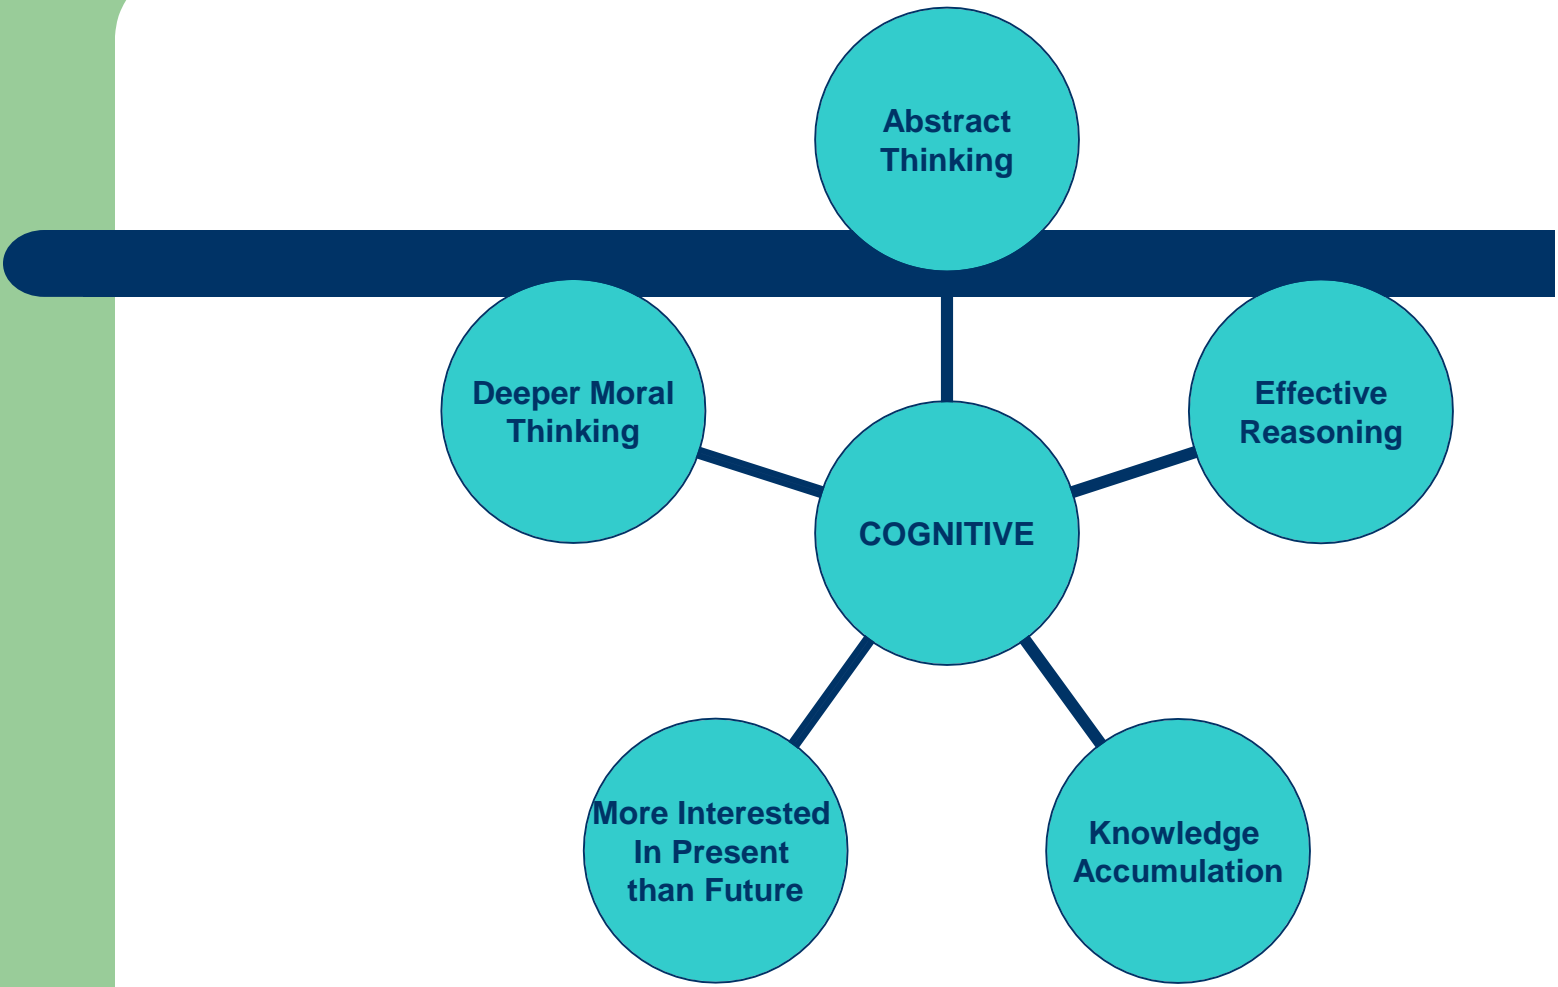 Abstract
Thinking
Deeper Moral
Thinking
Effective
Reasoning
COGNITIVE
More Interested
In Present
than Future
Knowledge
Accumulation